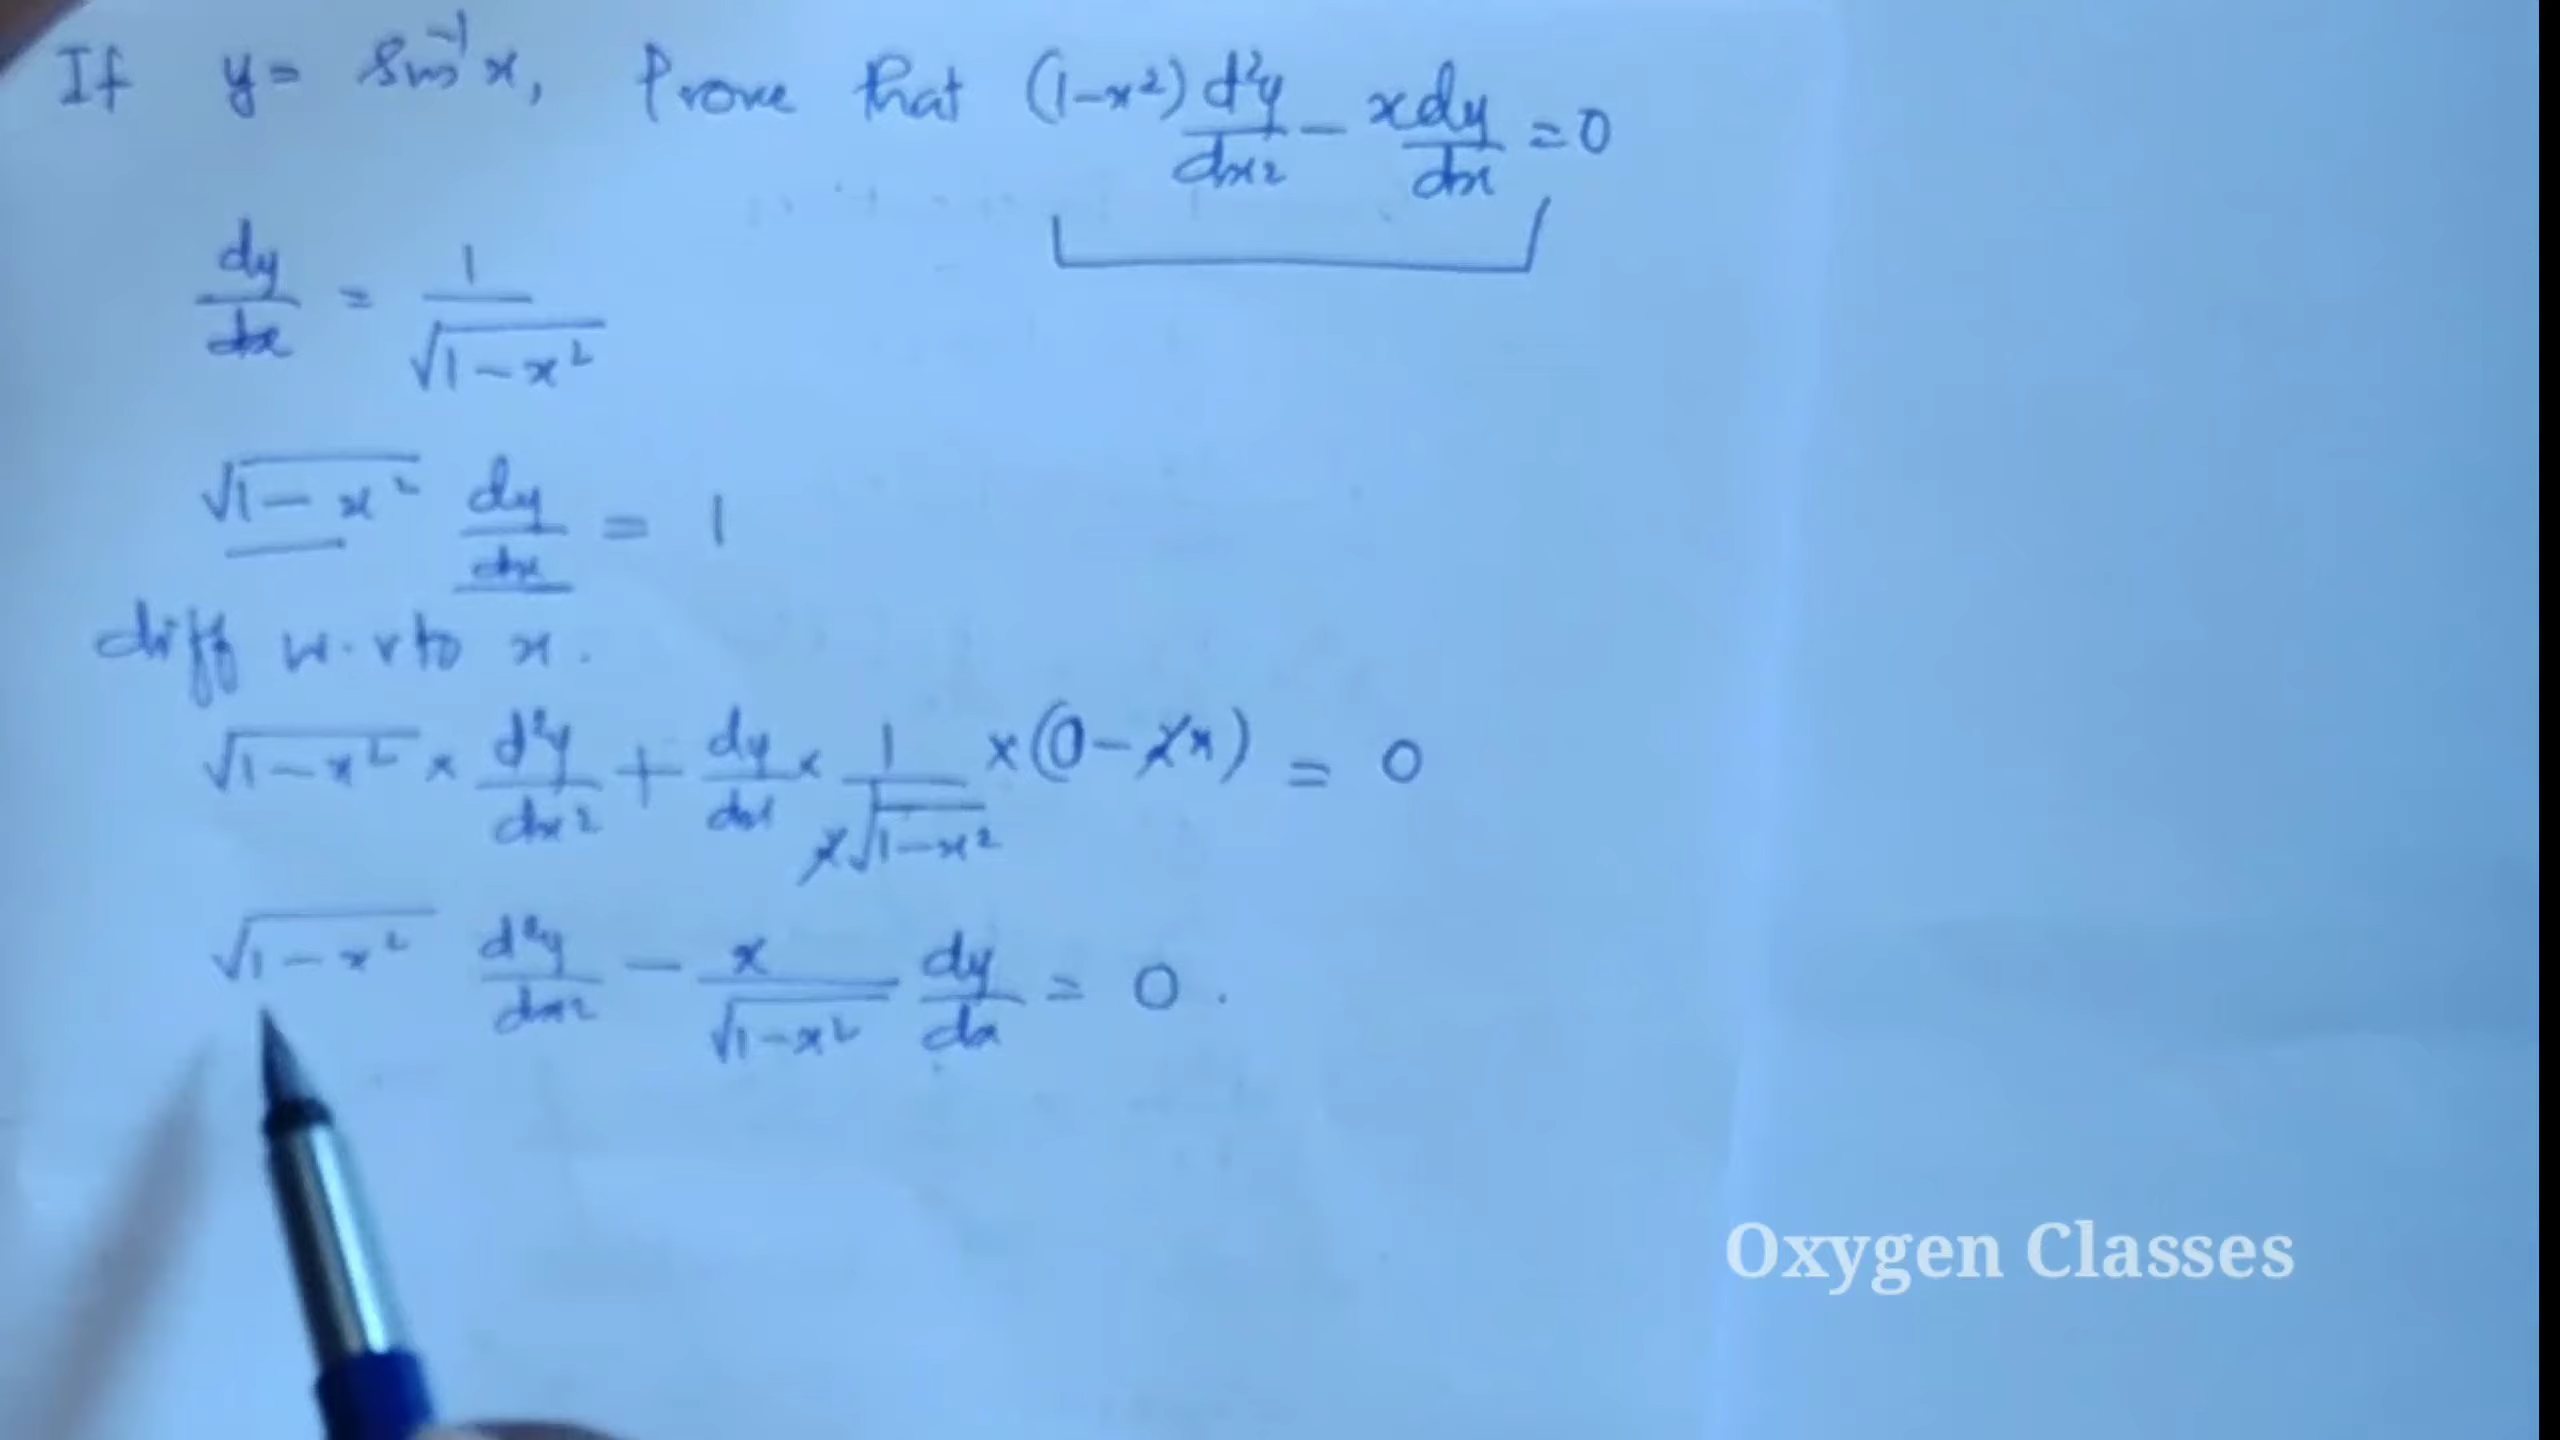 If y = sin⁻¹x, Prove that (1-x²) d²y/dx² - x dy/dx = 0
dy/dx = 1/√(1-x²)
√(1-x²) dy/dx = 1
diff w.r to x.
√(1-x²) × d²y/dx² + dy/dx × 1/(2√(1-x²)) × (0-2x) = 0
√(1-x²) d²y/dx² - x/√(1-x²) dy/dx = 0.
Oxygen Classes